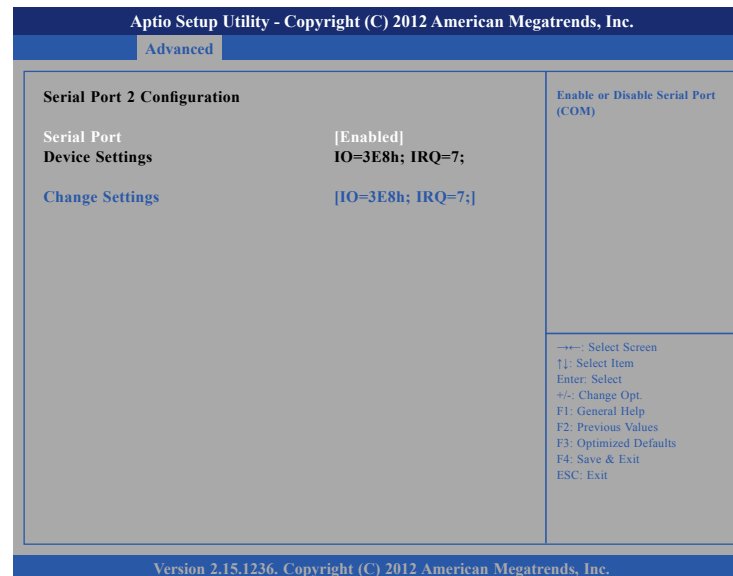 Aptio Setup Utility - Copyright (C) 2012 American Megatrends, Inc.
Advanced
Serial Port 2 Configuration
Serial Port [Enabled]
Device Settings IO=3E8h; IRQ=7;
Change Settings [IO=3E8h; IRQ=7;]
Enable or Disable Serial Port
(COM)
→←: Select Screen
↑↓: Select Item
Enter: Select
+/-: Change Opt.
F1: General Help
F2: Previous Values
F3: Optimized Defaults
F4: Save & Exit
ESC: Exit
Version 2.15.1236. Copyright (C) 2012 American Megatrends, Inc.